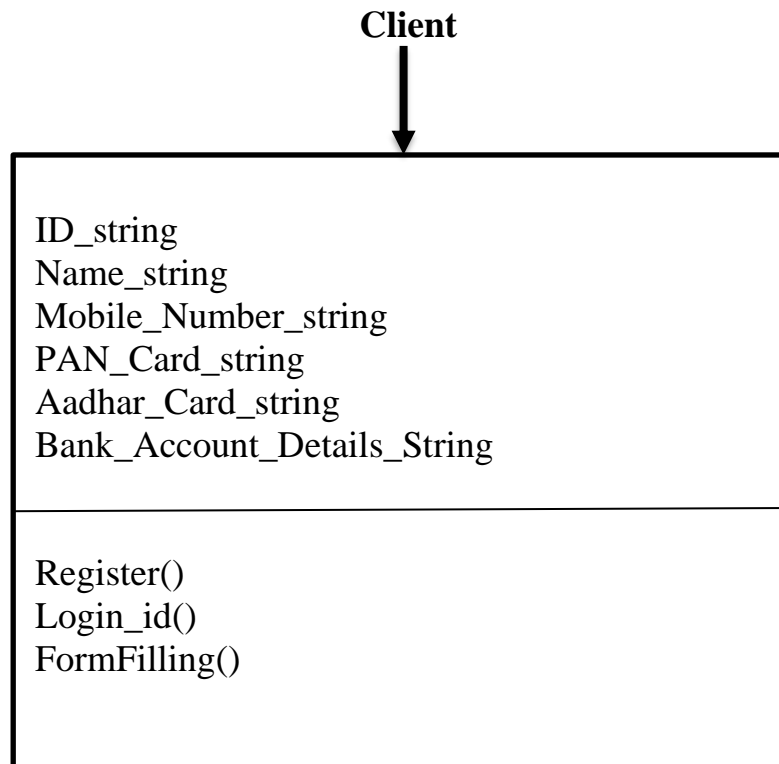 Client
ID_string
Name_string
Mobile_Number_string
PAN_Card_string
Aadhar_Card_string
Bank_Account_Details_String
Register()
Login_id()
FormFilling()